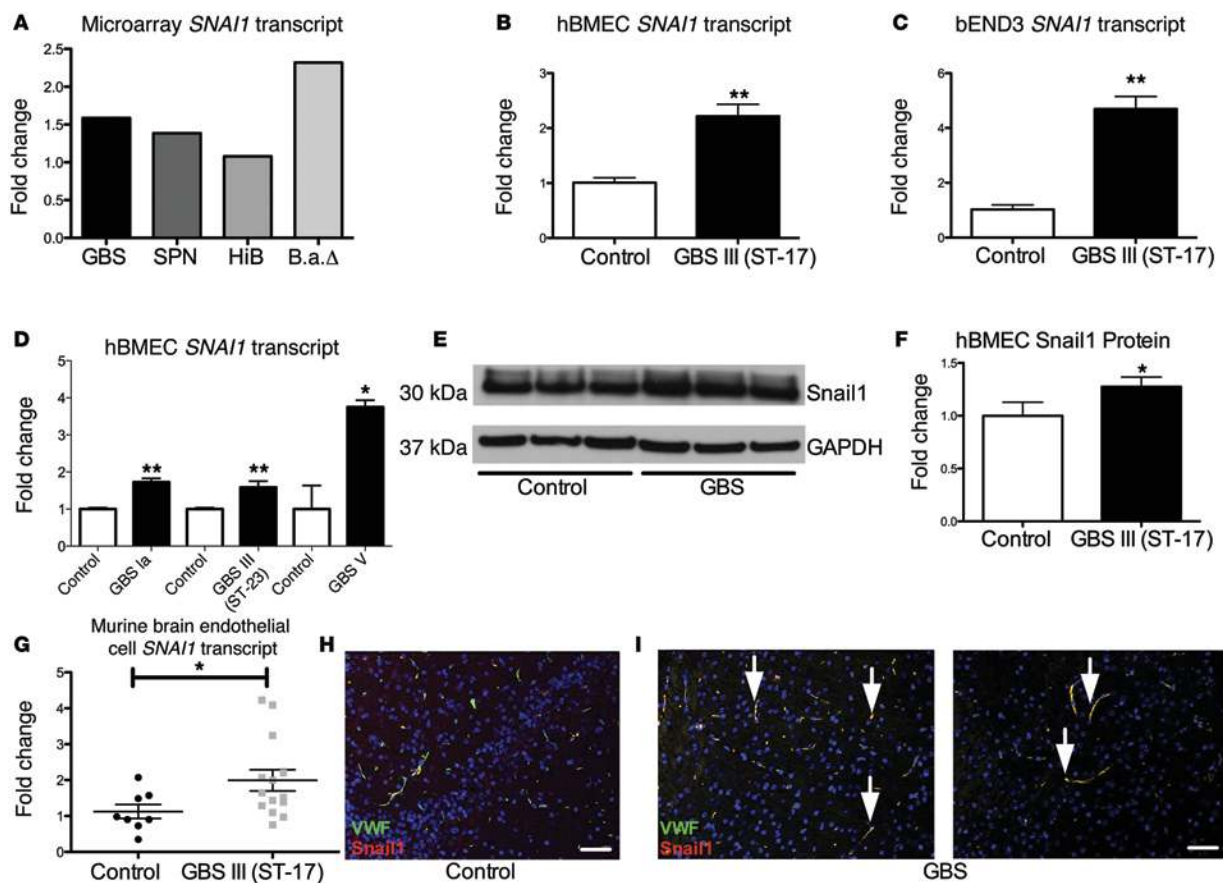 A
Microarray SNAI1 transcript
Fold change
2.5
2.0
1.5
1.0
0.5
0.0
GBS SPN HiB B.a.Δ
B
hBMEC SNAI1 transcript
Fold change
3
2
1
0
**
Control GBS III (ST-17)
C
bEND3 SNAI1 transcript
Fold change
6
4
2
0
**
Control GBS III (ST-17)
D
hBMEC SNAI1 transcript
Fold change
5
4
3
2
1
0
** ** *
Control
GBS Ia
Control
GBS III
(ST-23)
Control
GBS V
E
30 kDa Snail1
37 kDa GAPDH
Control GBS
F
hBMEC Snail1 Protein
Fold change
1.5
1.0
0.5
0.0
*
Control GBS III (ST-17)
G
Murine brain endothelial
cell SNAI1 transcript
*
Fold change
5
4
3
2
1
0
Control GBS III (ST-17)
H
VWF
Snail1
Control
I
VWF
Snail1
GBS